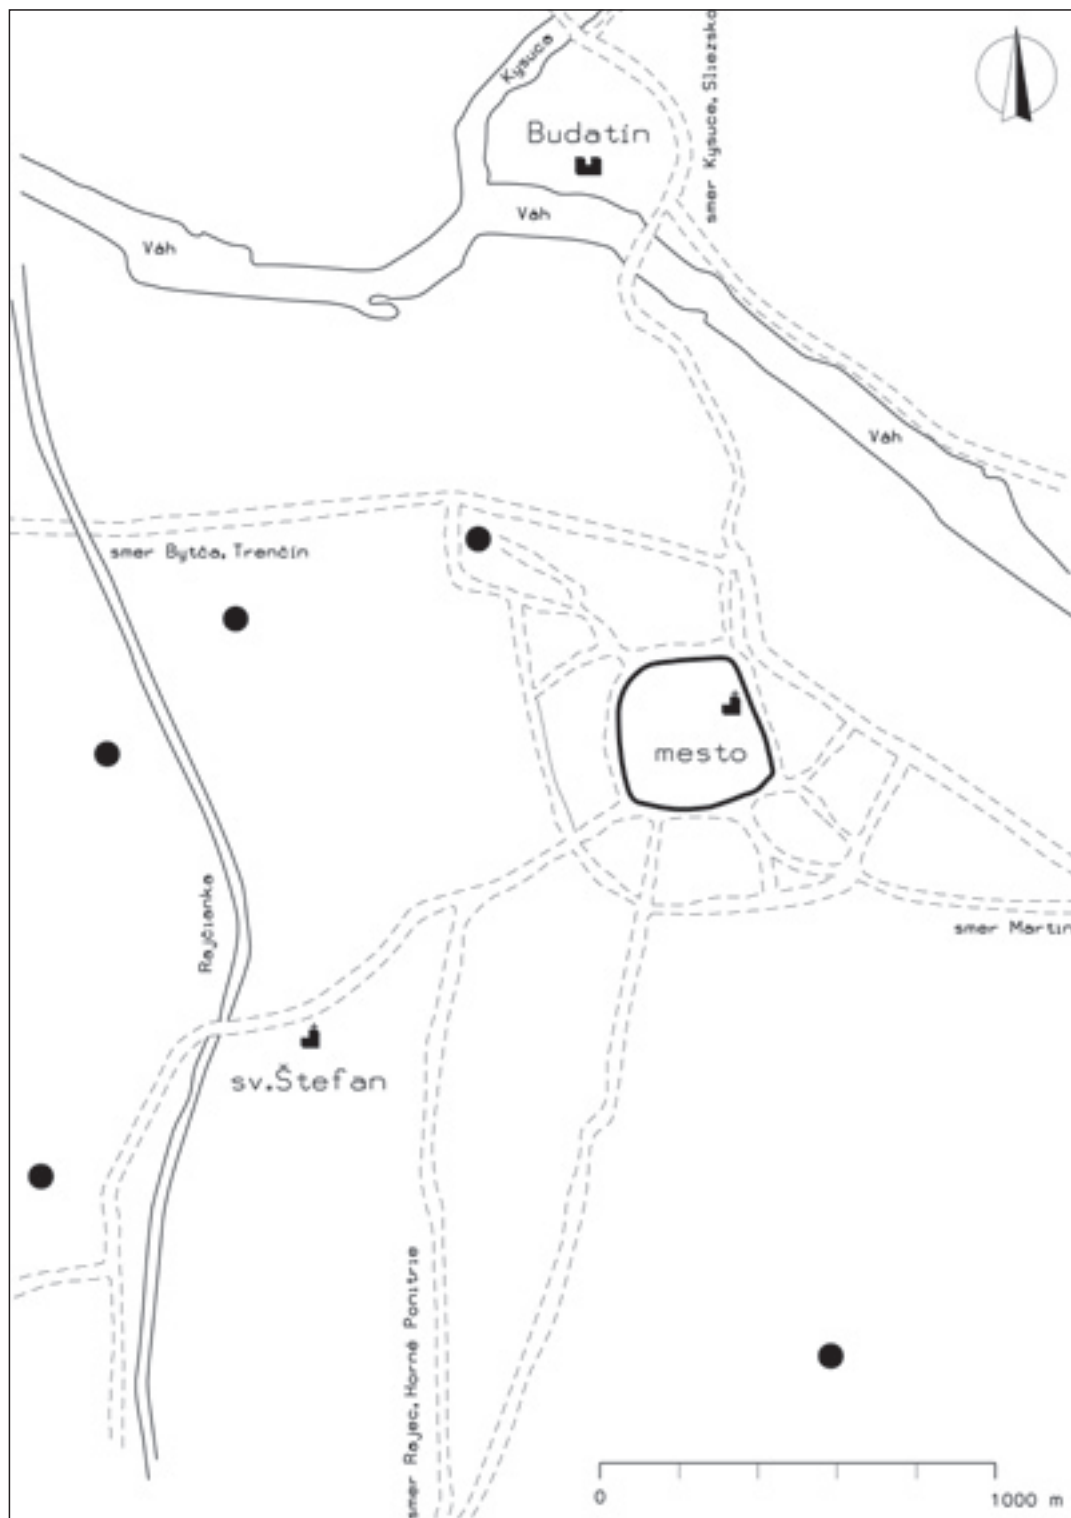 Kysuca
smer Kysuce, Sliezsko
Budatín
Váh
Váh
Váh
smer Bytča, Trenčín
mesto
Rajčianka
smer Martin
sv.Štefan
smer Rajec, Horné Ponitrie
0
1000 m